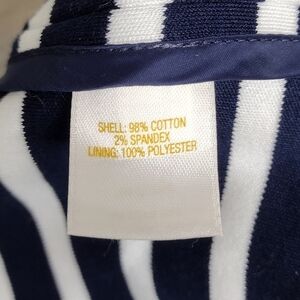 SHELL: 98% COTTON
2% SPANDEX
LINING: 100% POLYESTER